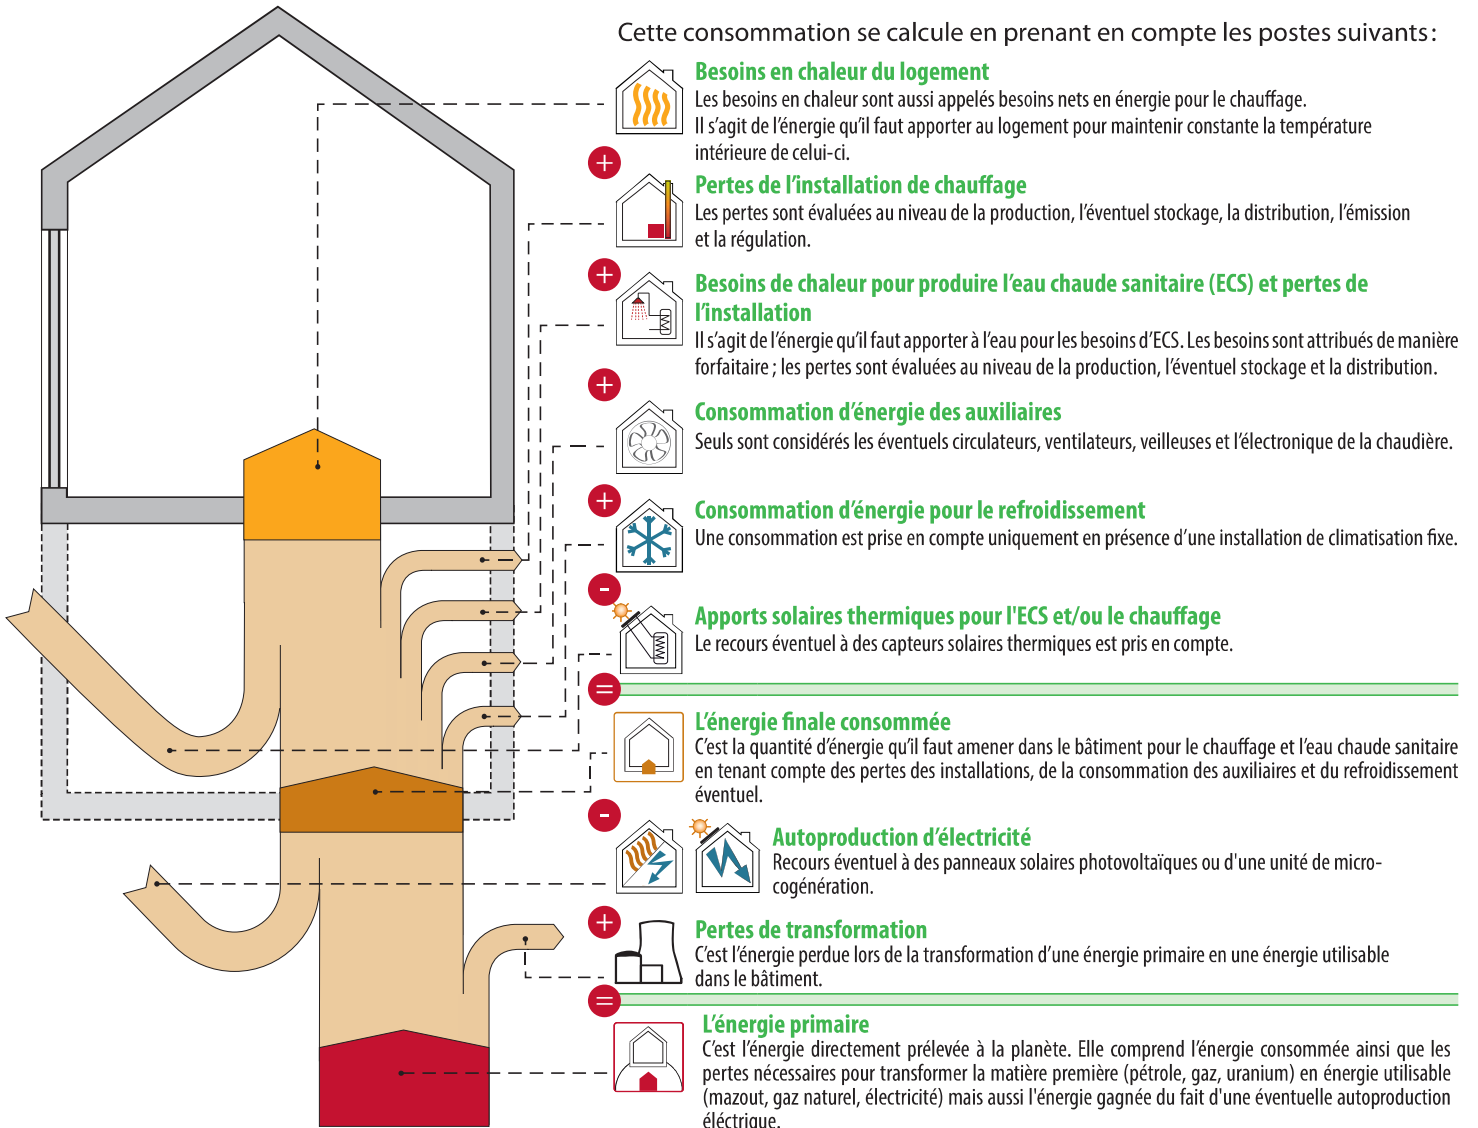 Cette consommation se calcule en prenant en compte les postes suivants :
Besoins en chaleur du logement
Les besoins en chaleur sont aussi appelés besoins nets en énergie pour le chauffage.
Il s’agit de l’énergie qu’il faut apporter au logement pour maintenir constante la température
intérieure de celui-ci.
+
Pertes de l’installation de chauffage
Les pertes sont évaluées au niveau de la production, l’éventuel stockage, la distribution, l’émission
et la régulation.
+
Besoins de chaleur pour produire l’eau chaude sanitaire (ECS) et pertes de
l’installation
Il s’agit de l’énergie qu’il faut apporter à l’eau pour les besoins d’ECS. Les besoins sont attribués de manière
forfaitaire ; les pertes sont évaluées au niveau de la production, l’éventuel stockage et la distribution.
+
Consommation d’énergie des auxiliaires
Seuls sont considérés les éventuels circulateurs, ventilateurs, veilleuses et l’électronique de la chaudière.
+
Consommation d’énergie pour le refroidissement
Une consommation est prise en compte uniquement en présence d’une installation de climatisation fixe.
-
Apports solaires thermiques pour l'ECS et/ou le chauffage
Le recours éventuel à des capteurs solaires thermiques est pris en compte.
=
L’énergie finale consommée
C’est la quantité d’énergie qu’il faut amener dans le bâtiment pour le chauffage et l’eau chaude sanitaire
en tenant compte des pertes des installations, de la consommation des auxiliaires et du refroidissement
éventuel.
-
Autoproduction d’électricité
Recours éventuel à des panneaux solaires photovoltaïques ou d'une unité de micro-
cogénération.
+
Pertes de transformation
C’est l’énergie perdue lors de la transformation d’une énergie primaire en une énergie utilisable
dans le bâtiment.
=
L’énergie primaire
C’est l’énergie directement prélevée à la planète. Elle comprend l’énergie consommée ainsi que les
pertes nécessaires pour transformer la matière première (pétrole, gaz, uranium) en énergie utilisable
(mazout, gaz naturel, électricité) mais aussi l'énergie gagnée du fait d'une éventuelle autoproduction
éléctrique.